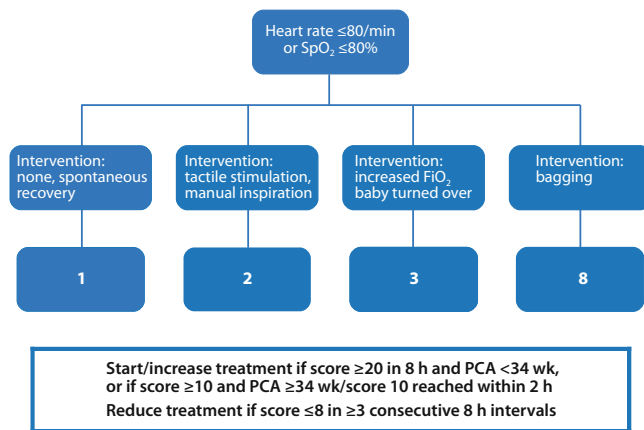 Heart rate ≤80/min
or SpO₂ ≤80%
Intervention:
none, spontaneous
recovery
Intervention:
tactile stimulation,
manual inspiration
Intervention:
increased FiO₂
baby turned over
Intervention:
bagging
1
2
3
8
Start/increase treatment if score ≥20 in 8 h and PCA <34 wk,
or if score ≥10 and PCA ≥34 wk/score 10 reached within 2 h
Reduce treatment if score ≤8 in ≥3 consecutive 8 h intervals